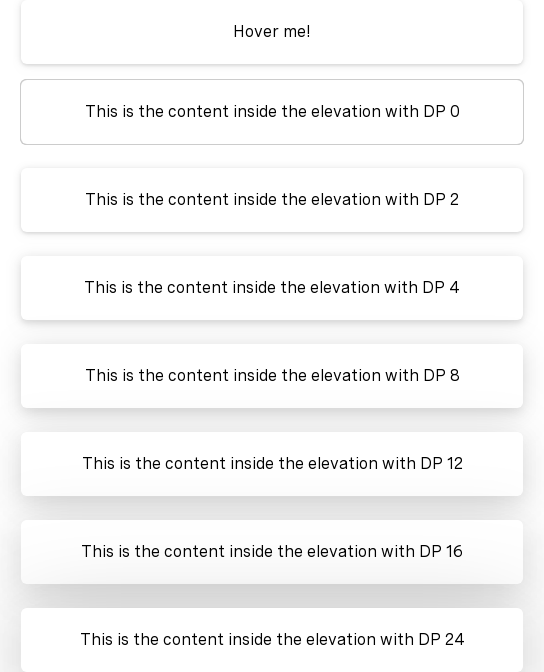 Hover me!
This is the content inside the elevation with DP 0
This is the content inside the elevation with DP 2
This is the content inside the elevation with DP 4
This is the content inside the elevation with DP 8
This is the content inside the elevation with DP 12
This is the content inside the elevation with DP 16
This is the content inside the elevation with DP 24